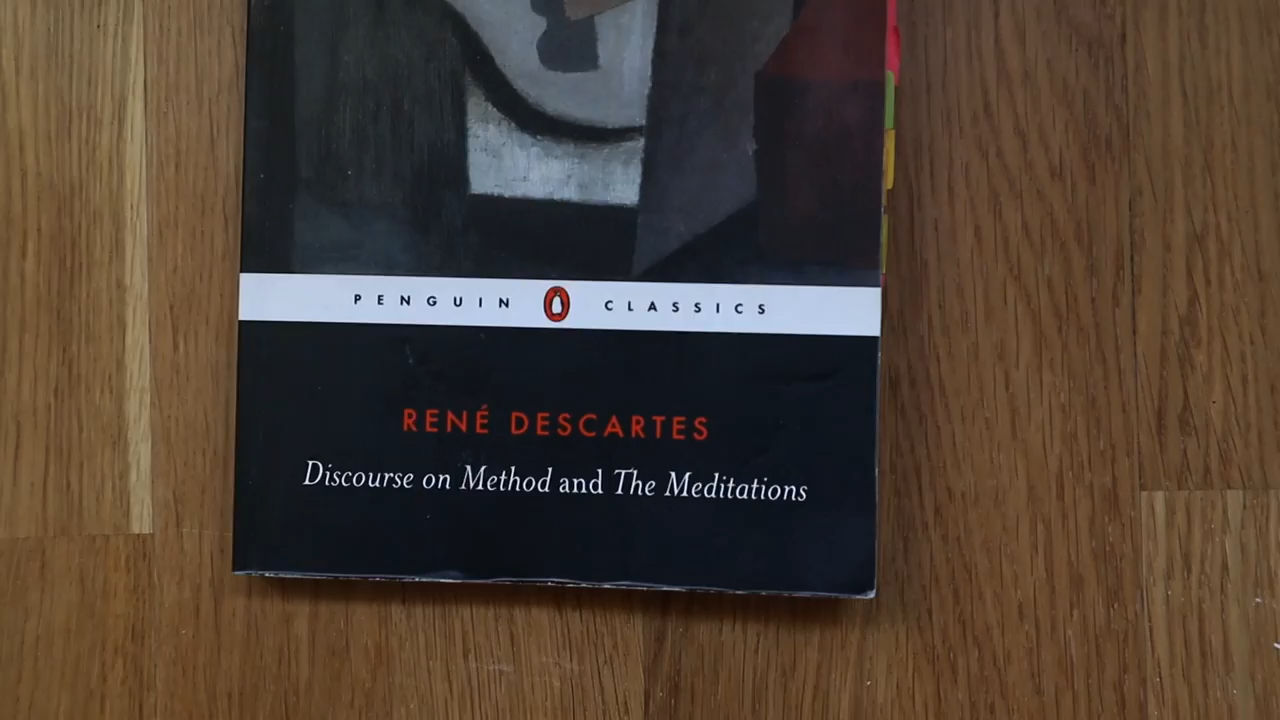 PENGUIN CLASSICS
RENÉ DESCARTES
Discourse on Method and The Meditations